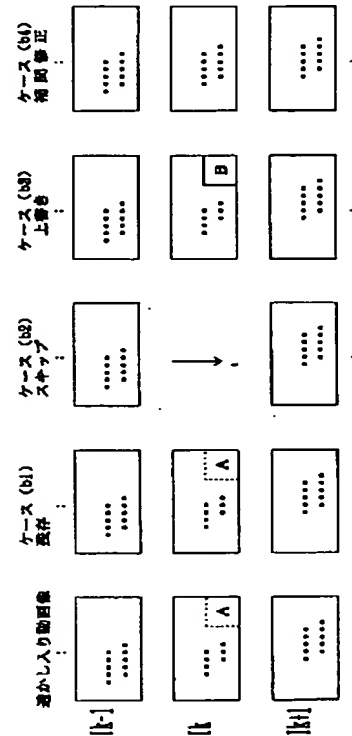 透かし入り動画像
ケース(b1)
残存
ケース(b2)
スキップ
ケース(b3)
上書き
ケース(b4)
補間修正
Ik-1
Ik
A
A
B
Ik+1